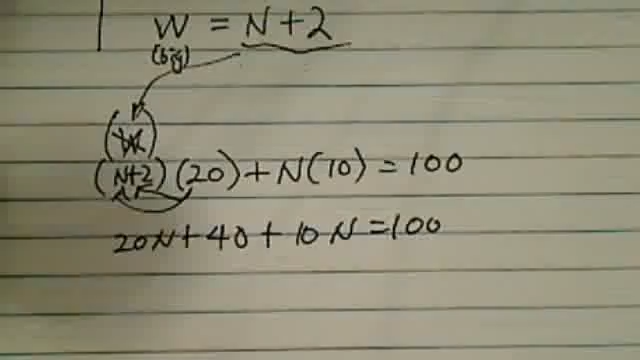 W = N+2
(big)
(W)
(N+2)(20)+N(10)=100
20N+40+10N=100